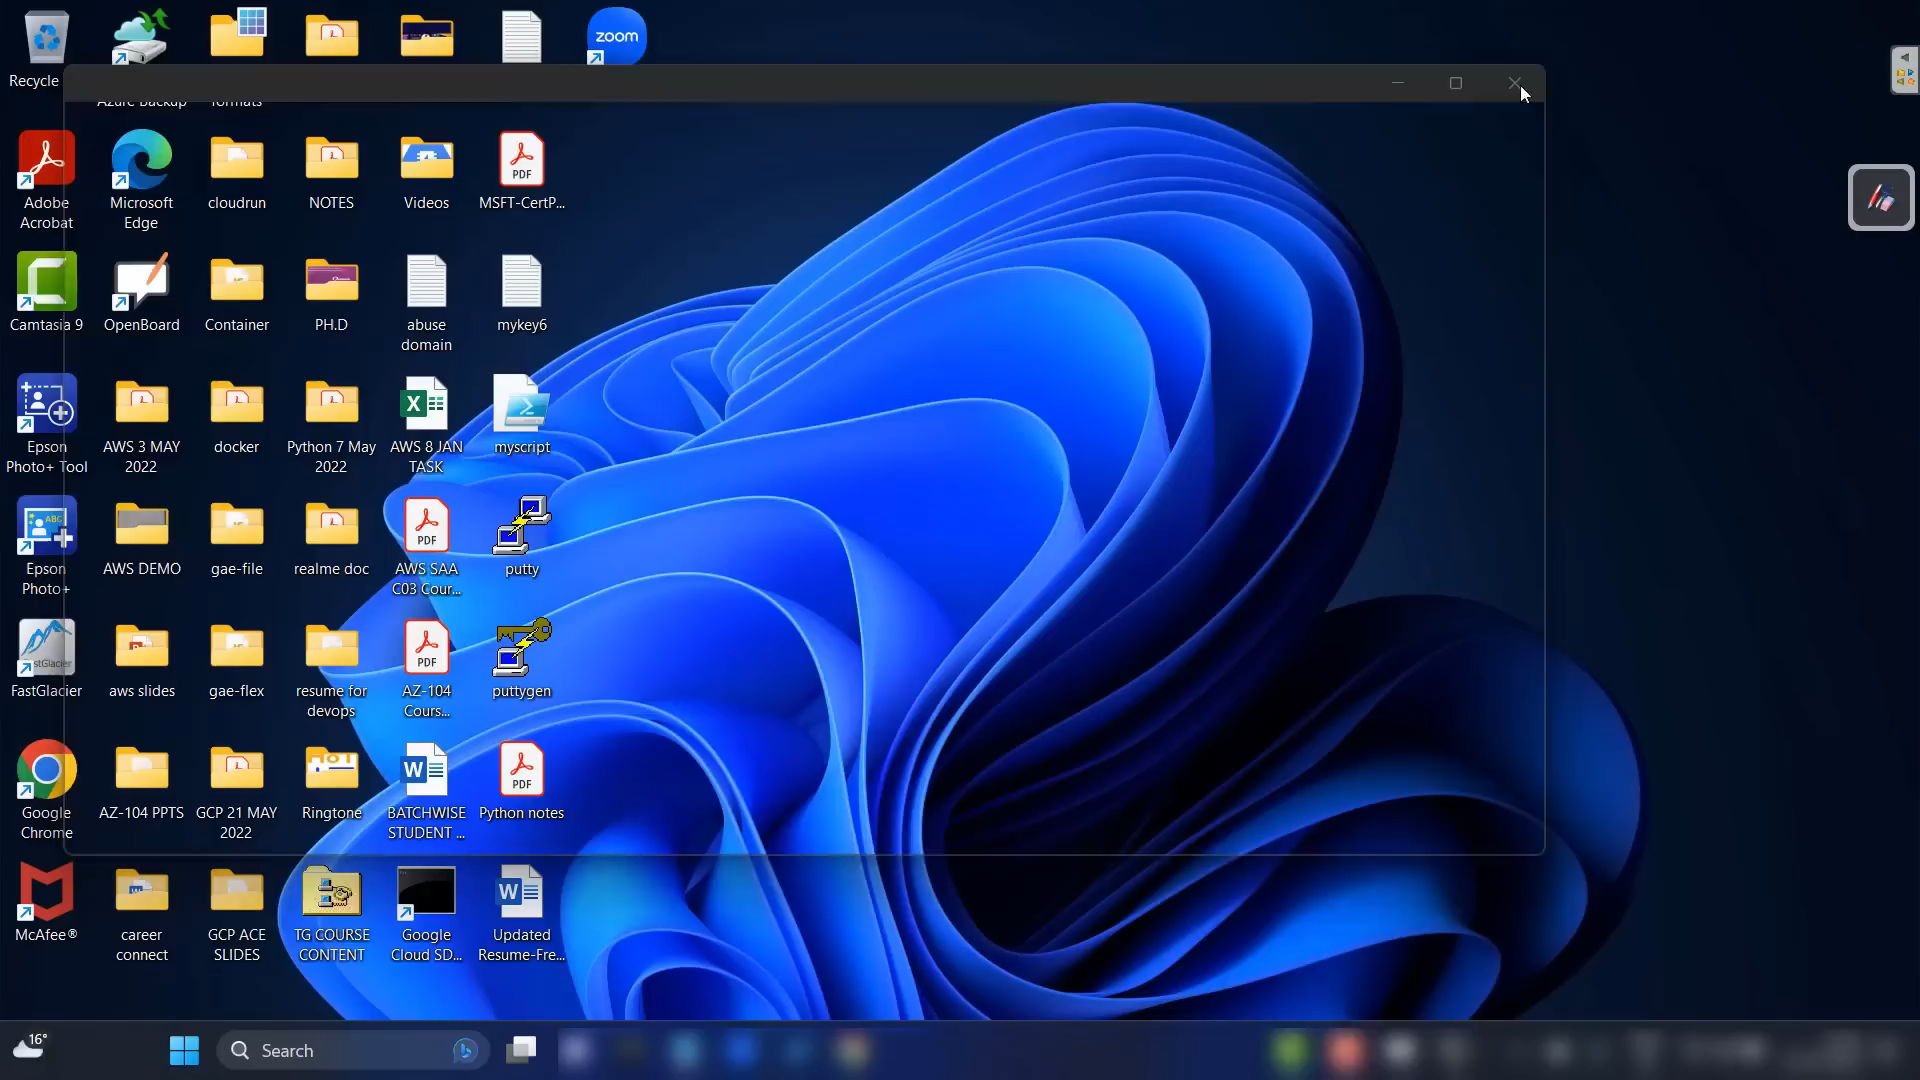 zoom
Recycle
Azure Backup
formats
Adobe
Acrobat
Microsoft
Edge
cloudrun
NOTES
Videos
PDF
MSFT-CertP...
Camtasia 9
OpenBoard
Container
PH.D
abuse
domain
mykey6
Epson
Photo+ Tool
AWS 3 MAY
2022
docker
Python 7 May
2022
AWS 8 JAN
TASK
myscript
ABC
Epson
Photo+
AWS DEMO
gae-file
realme doc
PDF
AWS SAA
C03 Cour...
putty
FastGlacier
aws slides
gae-flex
resume for
devops
PDF
AZ-104
Cours...
puttygen
Google
Chrome
AZ-104 PPTS
GCP 21 MAY
2022
Ringtone
BATCHWISE
STUDENT ...
PDF
Python notes
McAfee®
career
connect
GCP ACE
SLIDES
TG COURSE
CONTENT
Google
Cloud SD...
Updated
Resume-Fre...
16°
Search